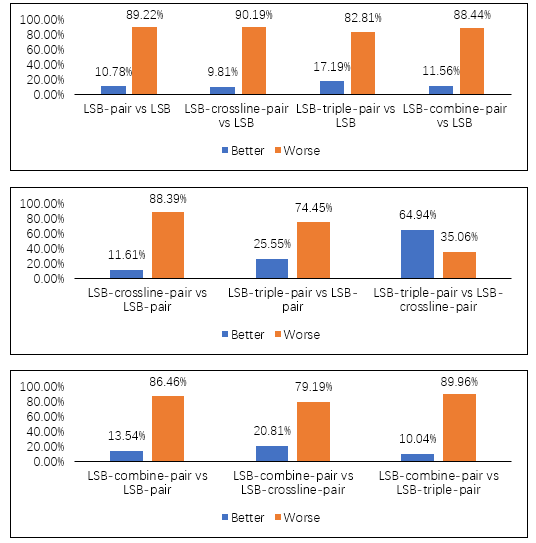 100.00%
80.00%
60.00%
40.00%
20.00%
0.00%
10.78%
89.22%
9.81%
90.19%
17.19%
82.81%
11.56%
88.44%
LSB-pair vs LSB
LSB-crossline-pair
vs LSB
LSB-triple-pair vs
LSB
LSB-combine-pair
vs LSB
Better Worse
100.00%
80.00%
60.00%
40.00%
20.00%
0.00%
11.61%
88.39%
25.55%
74.45%
64.94%
35.06%
LSB-crossline-pair vs
LSB-pair
LSB-triple-pair vs LSB-
pair
LSB-triple-pair vs LSB-
crossline-pair
Better Worse
100.00%
80.00%
60.00%
40.00%
20.00%
0.00%
13.54%
86.46%
20.81%
79.19%
10.04%
89.96%
LSB-combine-pair vs
LSB-pair
LSB-combine-pair vs
LSB-crossline-pair
LSB-combine-pair vs
LSB-triple-pair
Better Worse